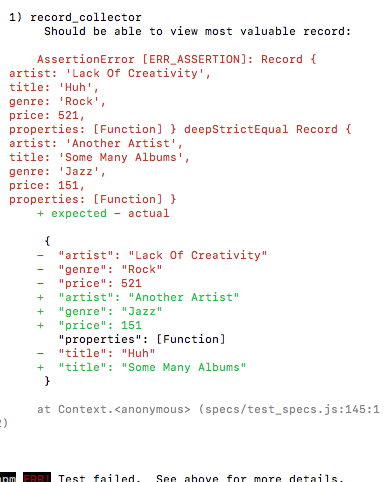 1) record_collector
Should be able to view most valuable record:
AssertionError [ERR_ASSERTION]: Record {
artist: 'Lack Of Creativity',
title: 'Huh',
genre: 'Rock',
price: 521,
properties: [Function] } deepStrictEqual Record {
artist: 'Another Artist',
title: 'Some Many Albums',
genre: 'Jazz',
price: 151,
properties: [Function] }
+ expected - actual
{
- "artist": "Lack Of Creativity"
- "genre": "Rock"
- "price": 521
+ "artist": "Another Artist"
+ "genre": "Jazz"
+ "price": 151
"properties": [Function]
- "title": "Huh"
+ "title": "Some Many Albums"
}
at Context.<anonymous> (specs/test_specs.js:145:1
2)
npm ERR! Test failed. See above for more details.